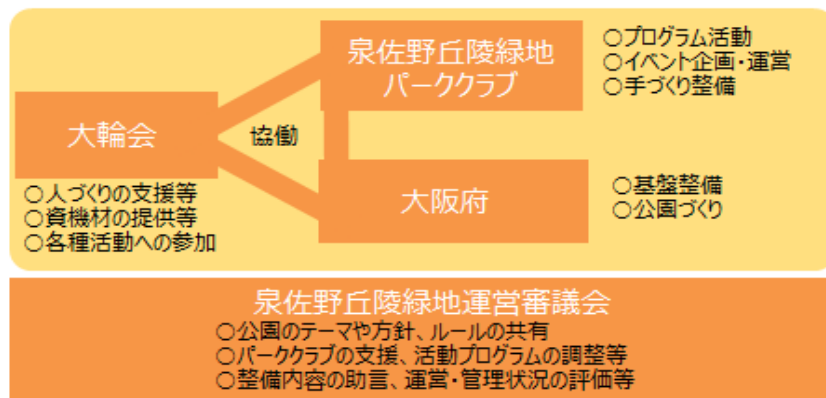 泉佐野丘陵緑地
パーククラブ
○プログラム活動
○イベント企画・運営
○手づくり整備
大輪会
協働
○人づくりの支援等
○資機材の提供等
○各種活動への参加
大阪府
○基盤整備
○公園づくり
泉佐野丘陵緑地運営審議会
○公園のテーマや方針、ルールの共有
○パーククラブの支援、活動プログラムの調整等
○整備内容の助言、運営・管理状況の評価等